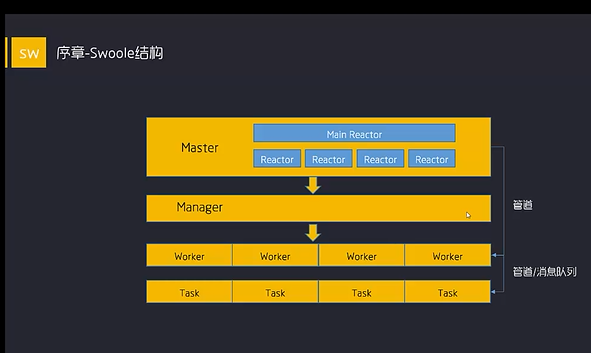 SW 序章-Swoole结构
Master
Main Reactor
Reactor Reactor Reactor Reactor
Manager
管道
Worker Worker Worker Worker
管道/消息队列
Task Task Task Task